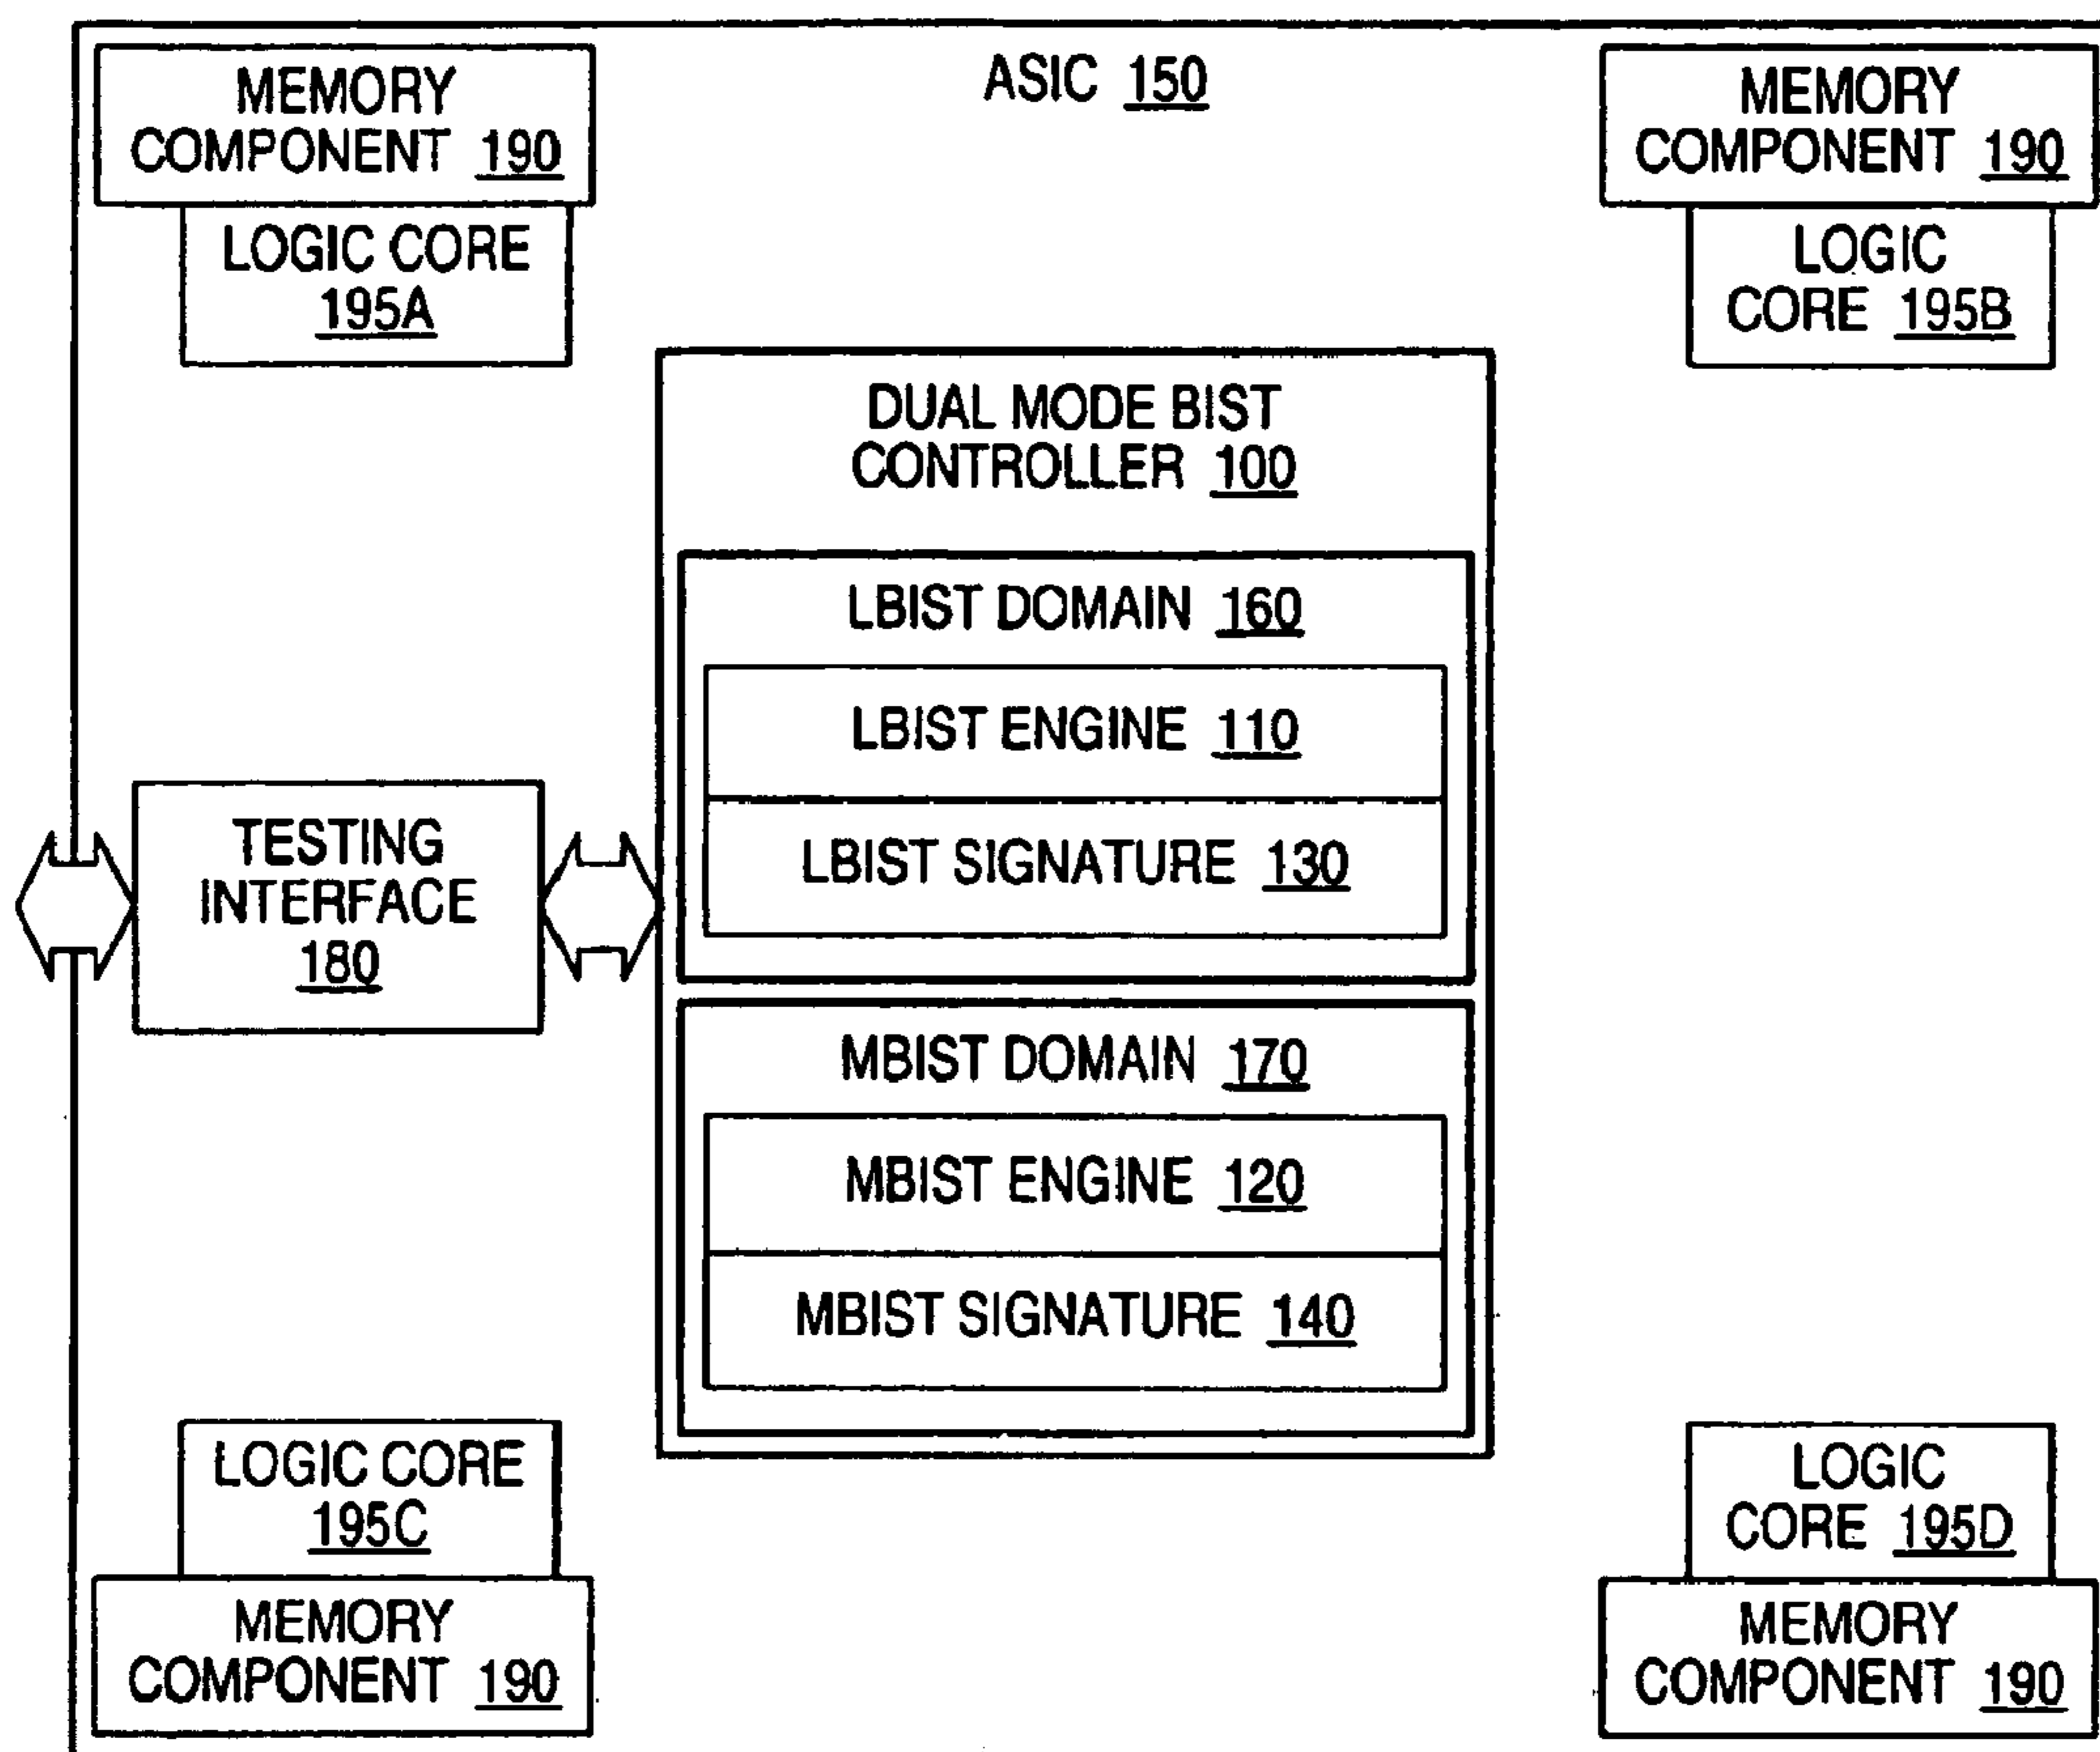 MEMORY
COMPONENT 190
LOGIC CORE
195A
ASIC 150
MEMORY
COMPONENT 190
LOGIC
CORE 195B
DUAL MODE BIST
CONTROLLER 100
LBIST DOMAIN 160
LBIST ENGINE 110
LBIST SIGNATURE 130
TESTING
INTERFACE
180
MBIST DOMAIN 170
MBIST ENGINE 120
MBIST SIGNATURE 140
LOGIC CORE
195C
MEMORY
COMPONENT 190
LOGIC
CORE 195D
MEMORY
COMPONENT 190